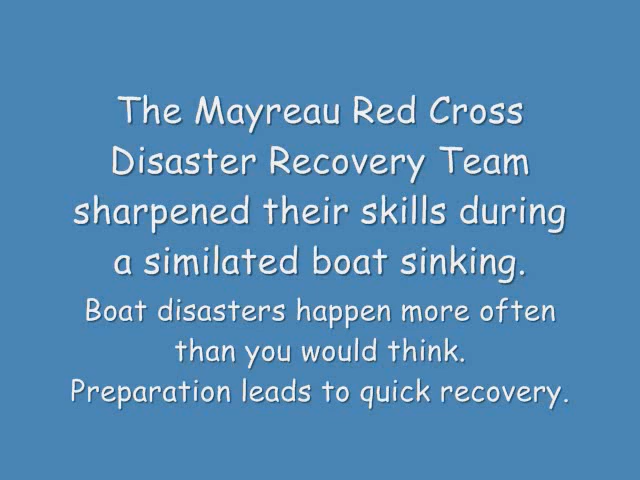 The Mayreau Red Cross
Disaster Recovery Team
sharpened their skills during
a similated boat sinking.
Boat disasters happen more often
than you would think.
Preparation leads to quick recovery.